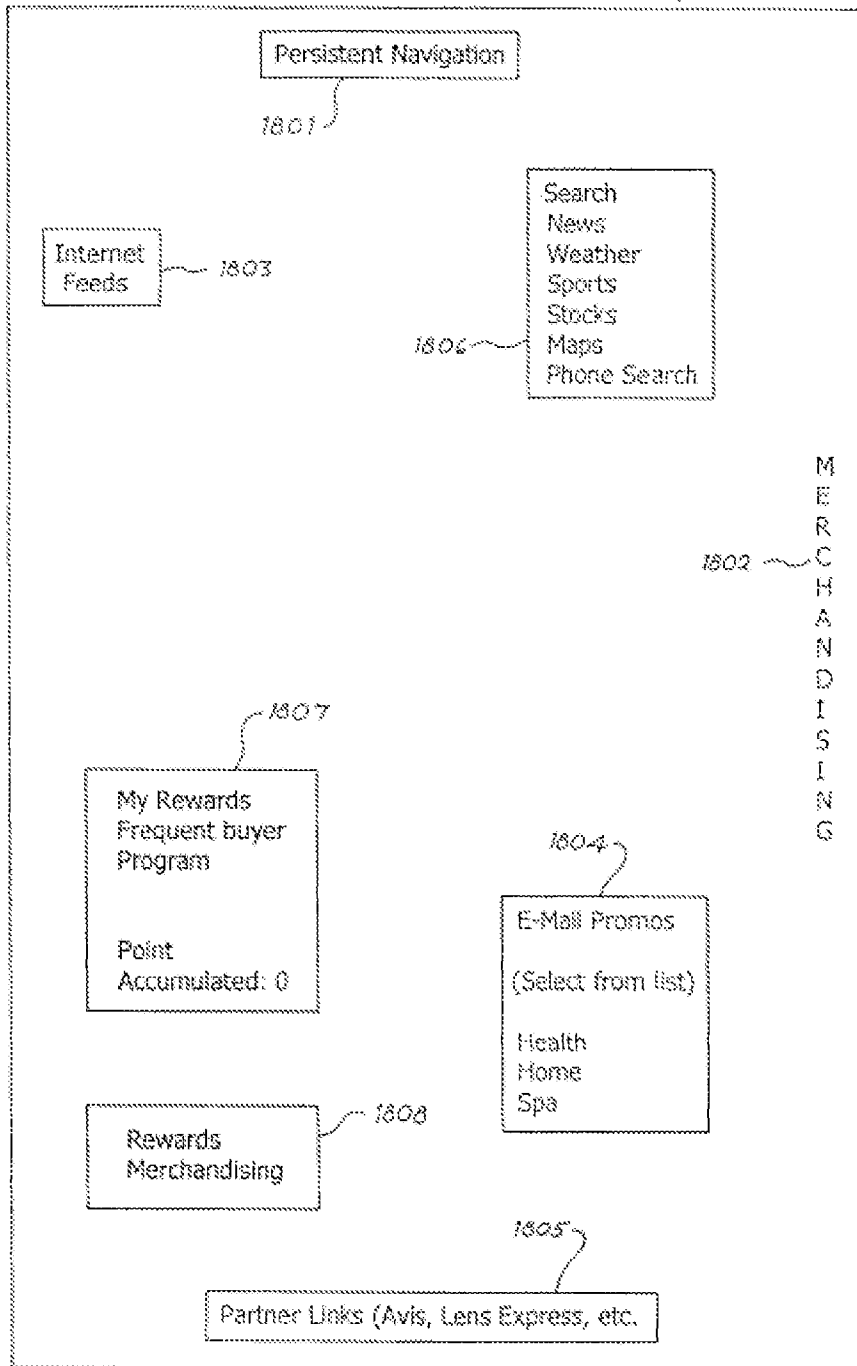 Persistent Navigation
1801
Internet
Feeds
1803
Search
News
Weather
Sports
Stocks
Maps
Phone Search
1806
MERCHANDISING
1802
1807
My Rewards
Frequent buyer
Program
Point
Accumulated: 0
1804
E-Mail Promos
(Select from list)
Health
Home
Spa
Rewards
Merchandising
1808
1805
Partner Links (Avis, Lens Express, etc.